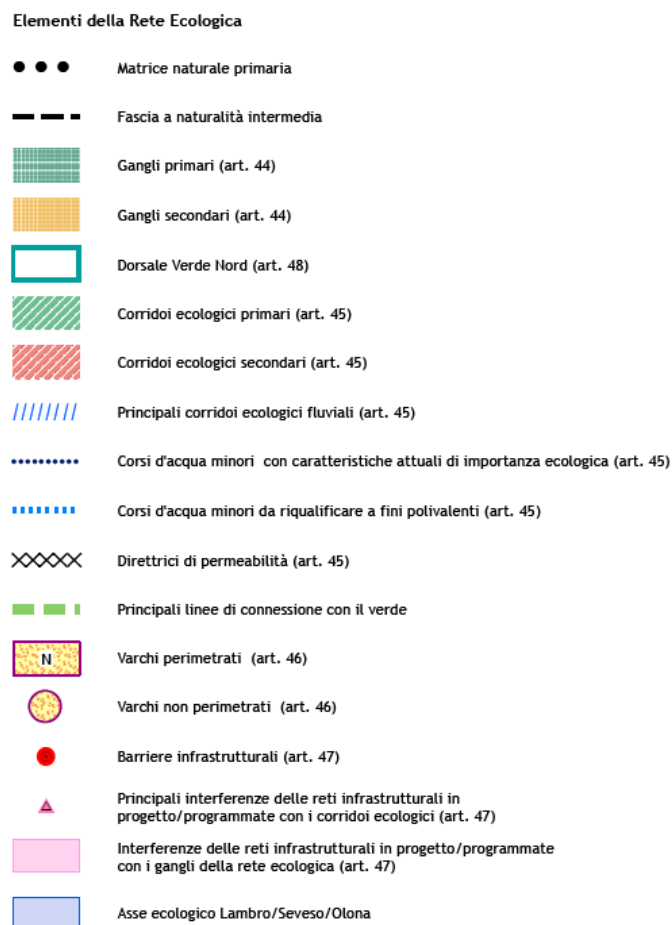 Elementi della Rete Ecologica
Matrice naturale primaria
Fascia a naturalità intermedia
Gangli primari (art. 44)
Gangli secondari (art. 44)
Dorsale Verde Nord (art. 48)
Corridoi ecologici primari (art. 45)
Corridoi ecologici secondari (art. 45)
Principali corridoi ecologici fluviali (art. 45)
Corsi d'acqua minori con caratteristiche attuali di importanza ecologica (art. 45)
Corsi d'acqua minori da riqualificare a fini polivalenti (art. 45)
Direttrici di permeabilità (art. 45)
Principali linee di connessione con il verde
N Varchi perimetrati (art. 46)
Varchi non perimetrati (art. 46)
Barriere infrastrutturali (art. 47)
Principali interferenze delle reti infrastrutturali in
progetto/programmate con i corridoi ecologici (art. 47)
Interferenze delle reti infrastrutturali in progetto/programmate
con i gangli della rete ecologica (art. 47)
Asse ecologico Lambro/Seveso/Olona